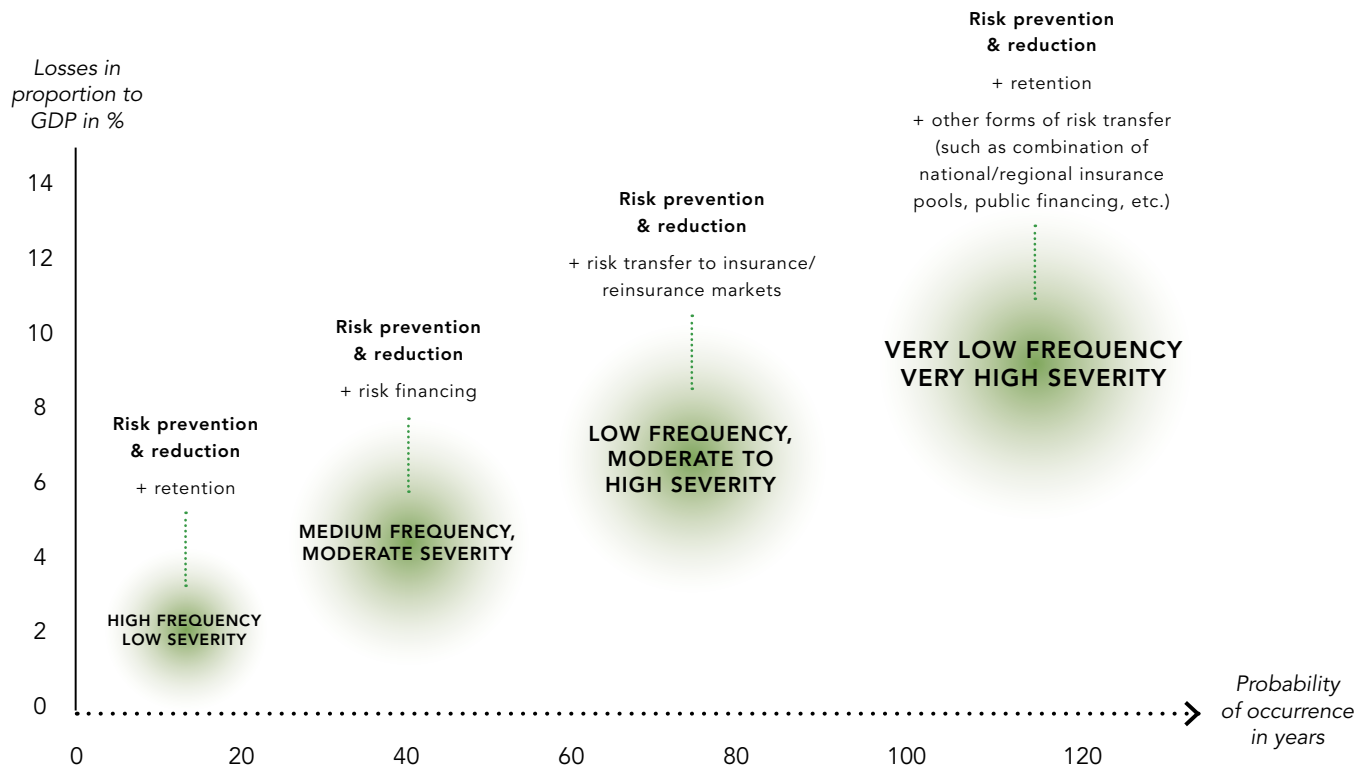 Losses in
proportion to
GDP in %
14
12
10
8
6
4
2
0
Risk prevention
& reduction
+ retention
HIGH FREQUENCY
LOW SEVERITY
Risk prevention
& reduction
+ risk financing
MEDIUM FREQUENCY,
MODERATE SEVERITY
Risk prevention
& reduction
+ risk transfer to insurance/
reinsurance markets
LOW FREQUENCY,
MODERATE TO
HIGH SEVERITY
Risk prevention
& reduction
+ retention
+ other forms of risk transfer
(such as combination of
national/regional insurance
pools, public financing, etc.)
VERY LOW FREQUENCY
VERY HIGH SEVERITY
0 20 40 60 80 100 120
Probability
of occurrence
in years